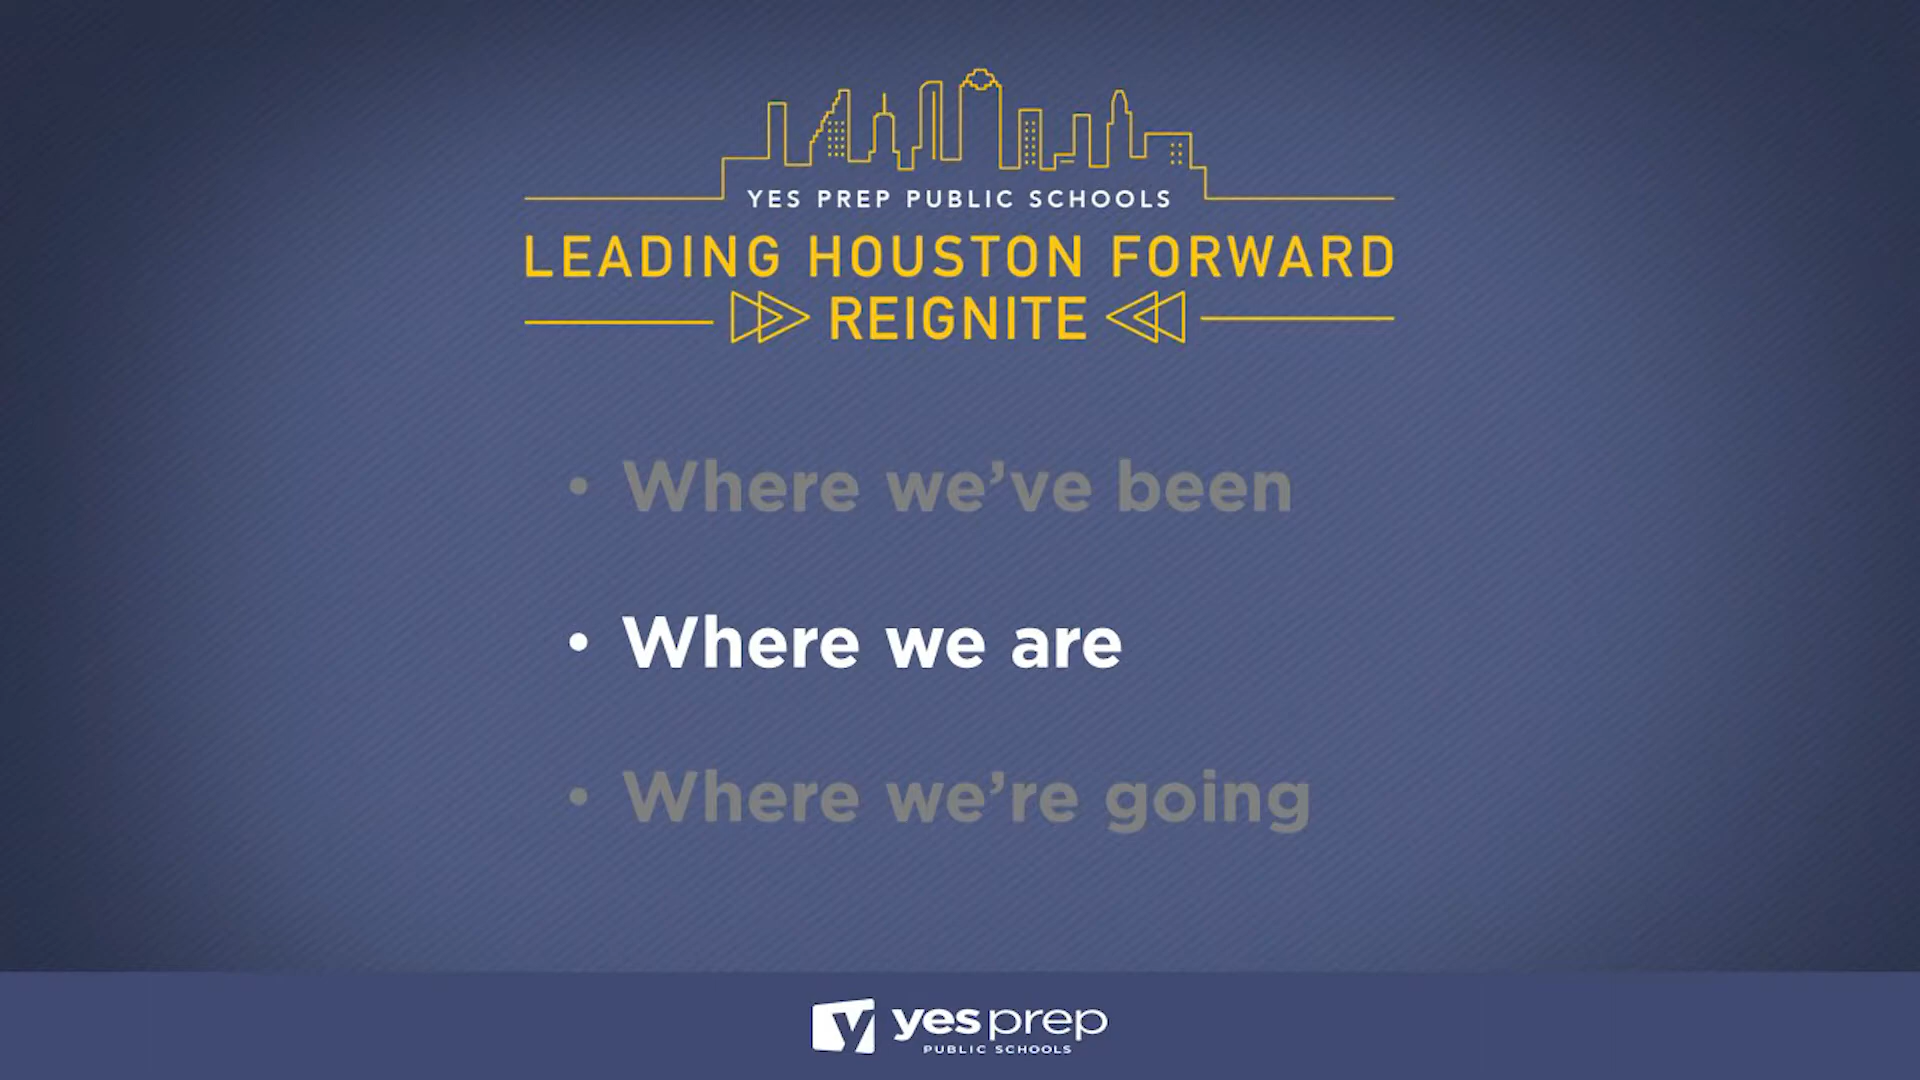 YES PREP PUBLIC SCHOOLS
LEADING HOUSTON FORWARD
REIGNITE
• Where we’ve been
• Where we are
• Where we’re going
yesprep
PUBLIC SCHOOLS